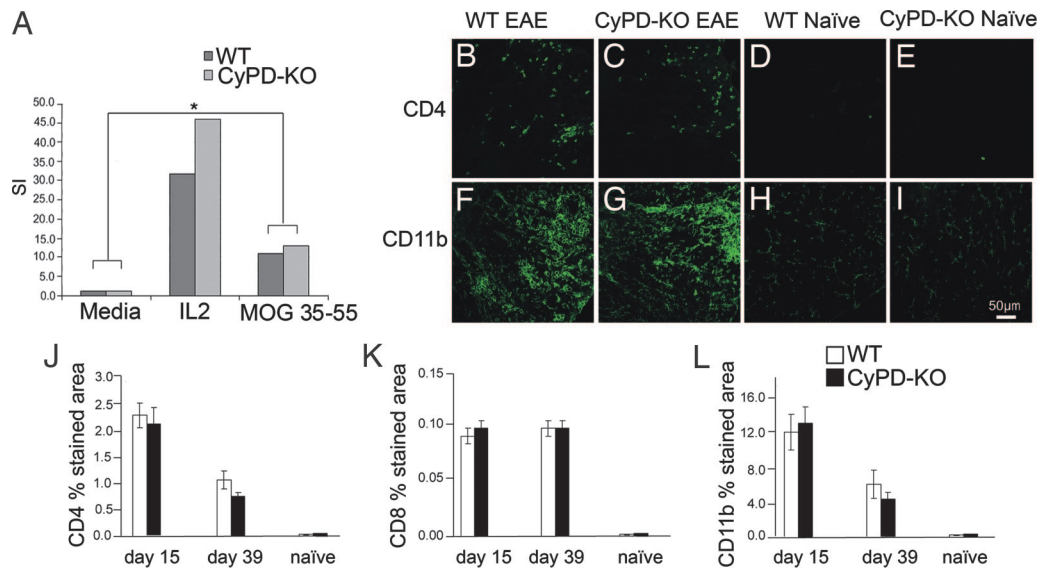 A
WT
CyPD-KO
*
50.0
45.0
40.0
35.0
30.0
25.0
20.0
15.0
10.0
5.0
0.0
SI
Media IL2 MOG 35-55
WT EAE CyPD-KO EAE WT Naïve CyPD-KO Naïve
CD4
B C D E
CD11b
F G H I
50µm
J
CD4 % stained area
3.0
2.5
2.0
1.5
1.0
0.5
0.0
day 15 day 39 naïve
K
CD8 % stained area
0.15
0.10
0.05
0.00
day 15 day 39 naïve
L
WT
CyPD-KO
CD11b % stained area
16.0
12.0
8.0
4.0
0.0
day 15 day 39 naïve